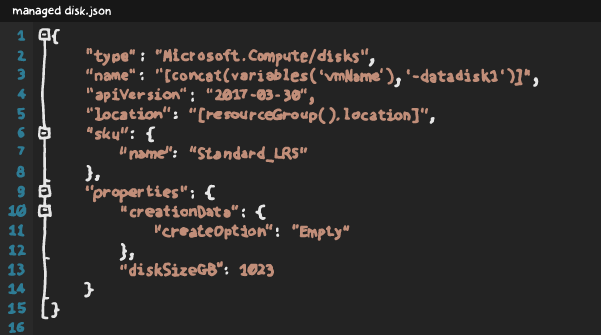 managed disk.json
1 {
2 "type": "Microsoft.Compute/disks",
3 "name": "[concat(variables('vmName'),'-datadisk1')]",
4 "apiVersion": "2017-03-30",
5 "location": "[resourceGroup().location]",
6 "sku": {
7 "name": "Standard_LRS"
8 },
9 "properties": {
10 "creationData": {
11 "createOption": "Empty"
12 },
13 "diskSizeGB": 1023
14 }
15 }
16